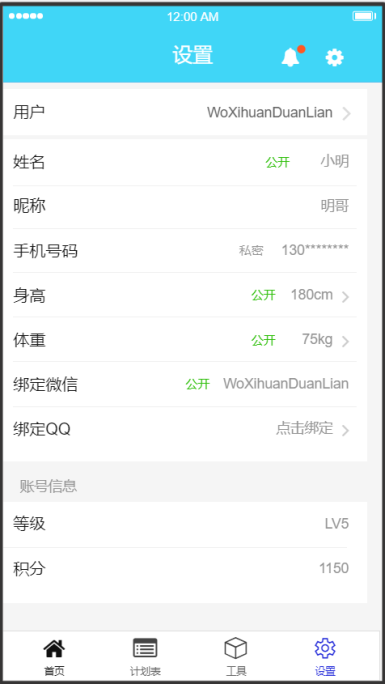 12:00 AM
设置
用户 WoXihuanDuanLian
姓名 公开 小明
昵称 明哥
手机号码 私密 130********
身高 公开 180cm
体重 公开 75kg
绑定微信 公开 WoXihuanDuanLian
绑定QQ 点击绑定
账号信息
等级 LV5
积分 1150
首页 计划表 工具 设置